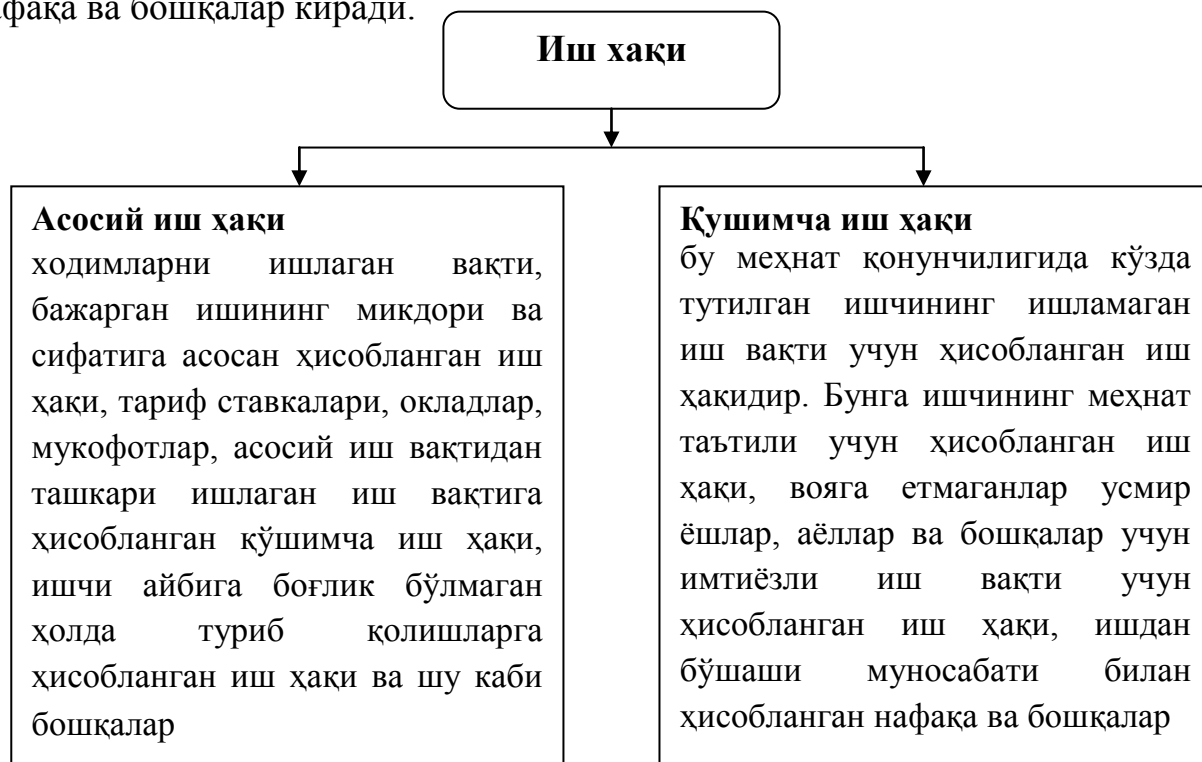 нафақа ва бошқалар киради.
Иш хақи
Асосий иш ҳақи
ходимларни ишлаган вақти,
бажарган ишининг микдори ва
сифатига асосан ҳисобланган иш
ҳақи, тариф ставкалари, окладлар,
мукофотлар, асосий иш вақтидан
ташкари ишлаган иш вақтига
ҳисобланган қўшимча иш ҳақи,
ишчи айбига боғлик бўлмаган
ҳолда туриб қолишларга
ҳисобланган иш ҳақи ва шу каби
бошқалар
Қушимча иш ҳақи
бу меҳнат қонунчилигида кўзда
тутилган ишчининг ишламаган
иш вақти учун ҳисобланган иш
ҳақидир. Бунга ишчининг меҳнат
таътили учун ҳисобланган иш
ҳақи, вояга етмаганлар усмир
ёшлар, аёллар ва бошқалар учун
имтиёзли иш вақти учун
ҳисобланган иш ҳақи, ишдан
бўшаши муносабати билан
ҳисобланган нафақа ва бошқалар